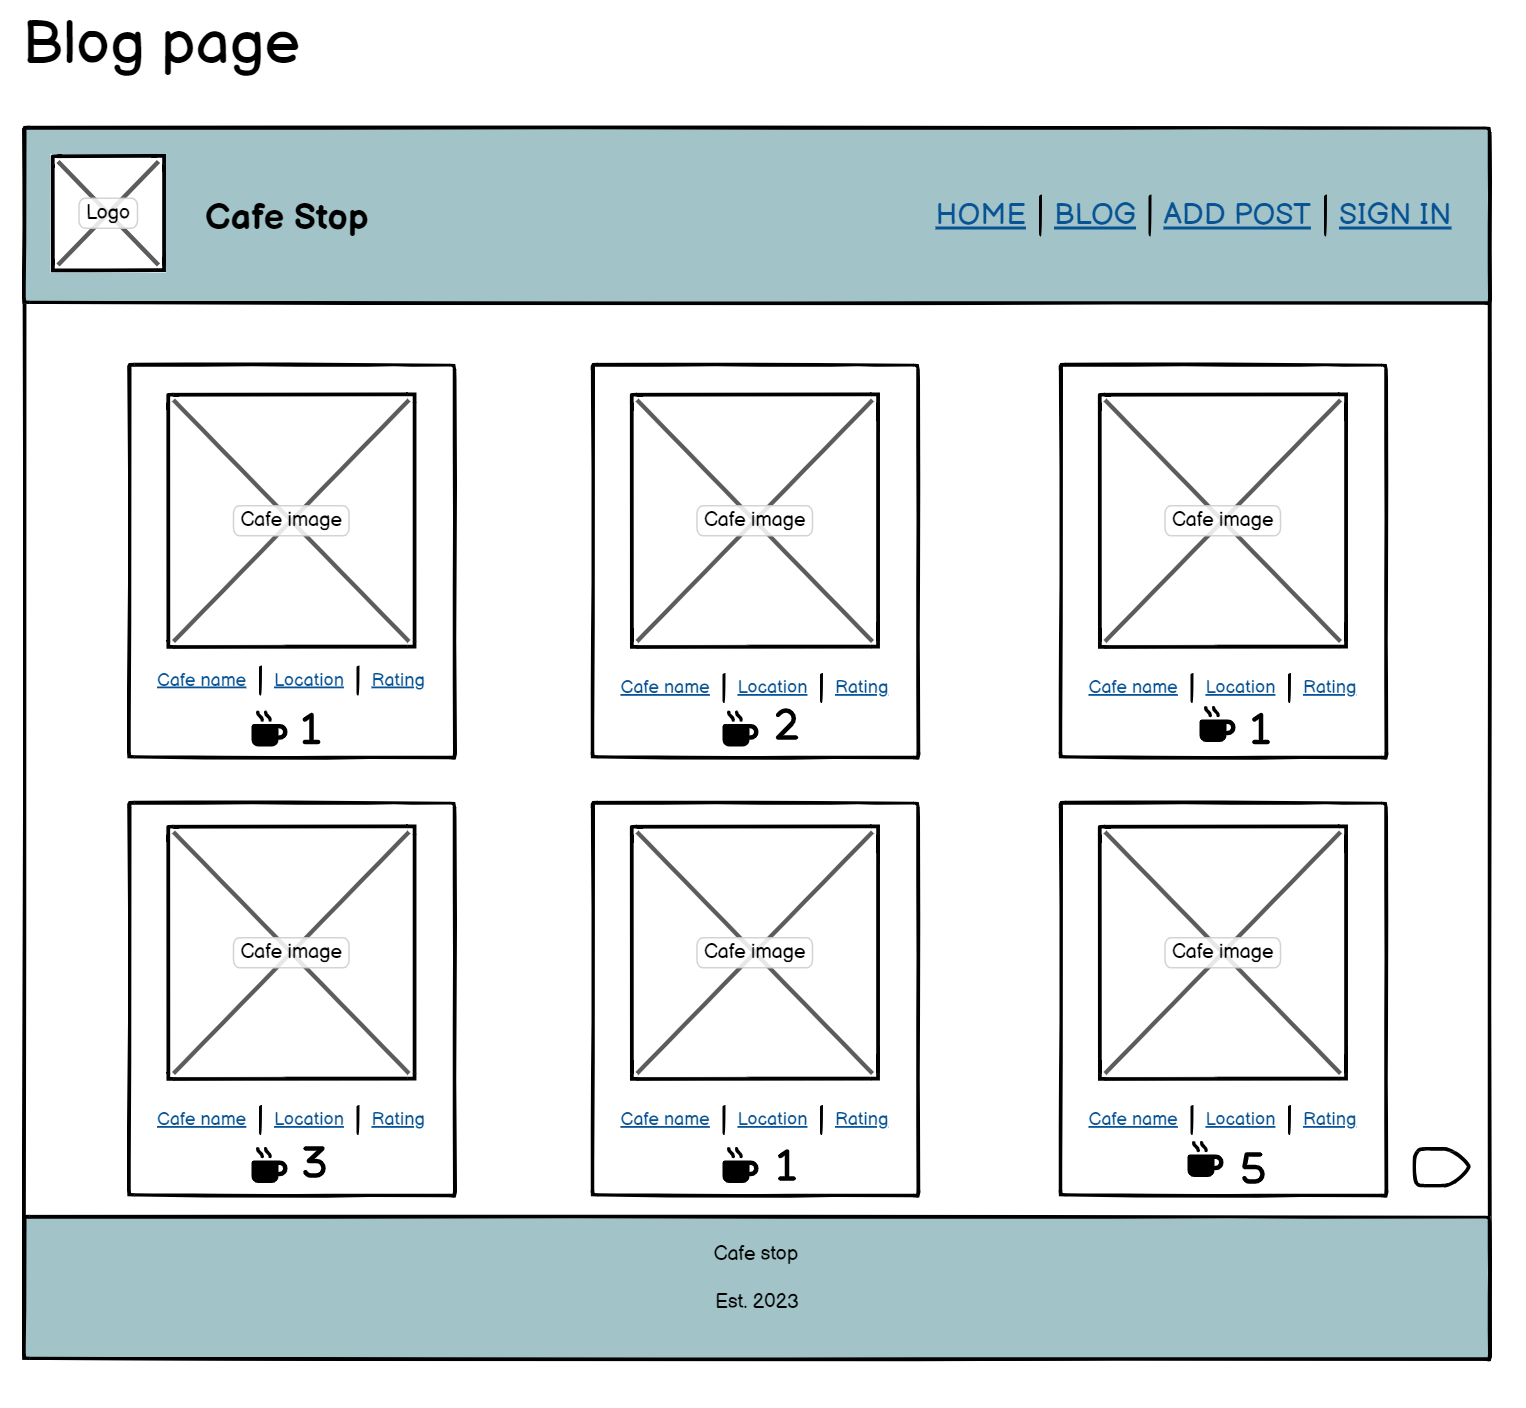 Blog page
Logo
Cafe Stop
HOME | BLOG | ADD POST | SIGN IN
Cafe image
Cafe name | Location | Rating
1
Cafe image
Cafe name | Location | Rating
2
Cafe image
Cafe name | Location | Rating
1
Cafe image
Cafe name | Location | Rating
3
Cafe image
Cafe name | Location | Rating
1
Cafe image
Cafe name | Location | Rating
5
Cafe stop
Est. 2023